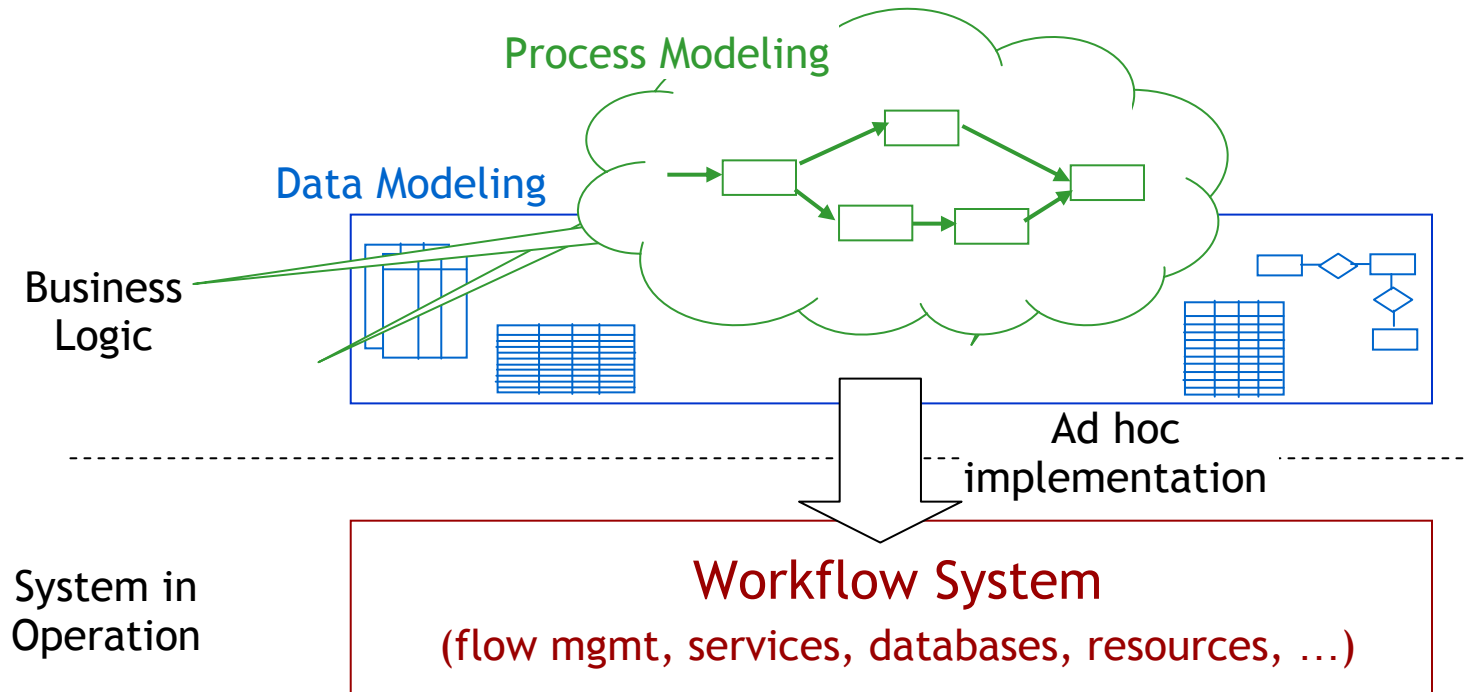 Process Modeling
Data Modeling
Business
Logic
Ad hoc
implementation
System in
Operation
Workflow System
(flow mgmt, services, databases, resources, …)